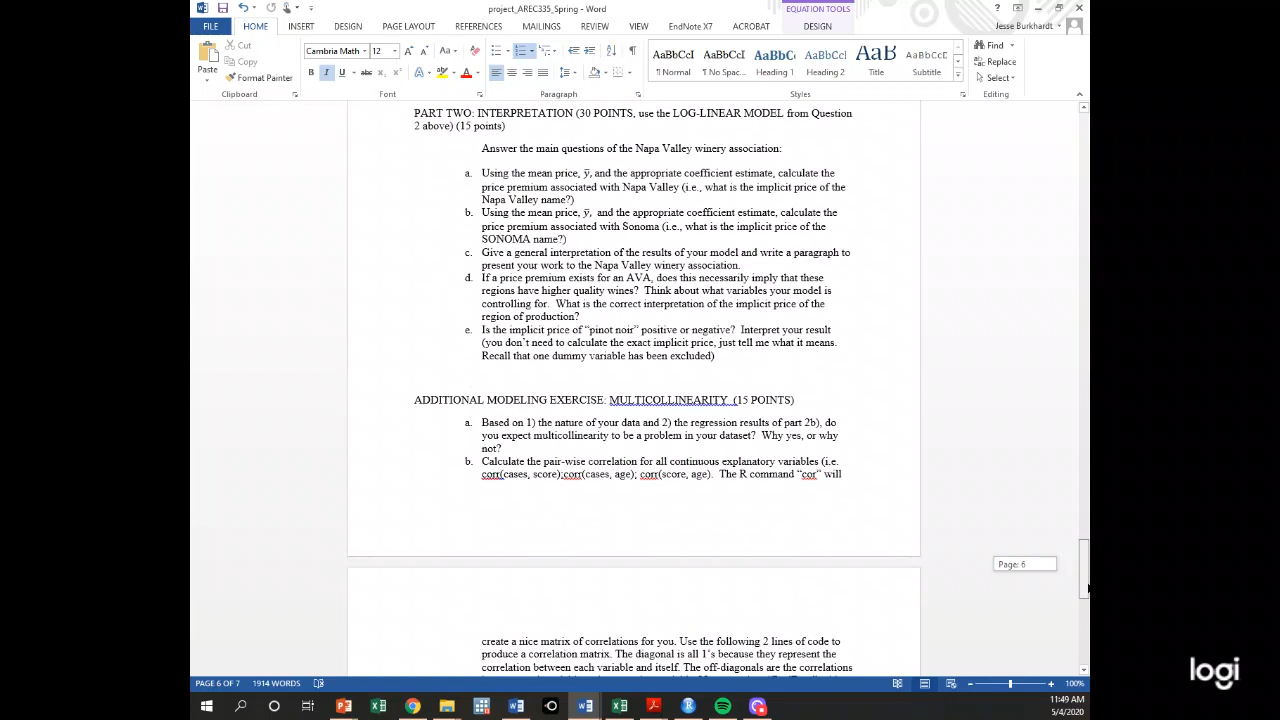 project_AREC335_Spring - Word
EQUATION TOOLS
FILE
HOME
INSERT
DESIGN
PAGE LAYOUT
REFERENCES
MAILINGS
REVIEW
VIEW
EndNote X7
ACROBAT
DESIGN
Jesse Burkhardt
Paste
Cut
Copy
Format Painter
Clipboard
Cambria Math
12
Font
Paragraph
AaBbCcI AaBbCcI AaBbC( AaBbCcI AaB AaBbCcI
¶ Normal ¶ No Spac... Heading 1 Heading 2 Title Subtitle
Styles
Find
Replace
Select
Editing
PART TWO: INTERPRETATION (30 POINTS, use the LOG-LINEAR MODEL from Question
2 above) (15 points)
Answer the main questions of the Napa Valley winery association:
a. Using the mean price, ȳ, and the appropriate coefficient estimate, calculate the
price premium associated with Napa Valley (i.e., what is the implicit price of the
Napa Valley name?)
b. Using the mean price, ȳ, and the appropriate coefficient estimate, calculate the
price premium associated with Sonoma (i.e., what is the implicit price of the
SONOMA name?)
c. Give a general interpretation of the results of your model and write a paragraph to
present your work to the Napa Valley winery association.
d. If a price premium exists for an AVA, does this necessarily imply that these
regions have higher quality wines? Think about what variables your model is
controlling for. What is the correct interpretation of the implicit price of the
region of production?
e. Is the implicit price of “pinot noir” positive or negative? Interpret your result
(you don’t need to calculate the exact implicit price, just tell me what it means.
Recall that one dummy variable has been excluded)
ADDITIONAL MODELING EXERCISE: MULTICOLLINEARITY (15 POINTS)
a. Based on 1) the nature of your data and 2) the regression results of part 2b), do
you expect multicollinearity to be a problem in your dataset? Why yes, or why
not?
b. Calculate the pair-wise correlation for all continuous explanatory variables (i.e.
corr(cases, score);corr(cases, age); corr(score, age). The R command “cor” will
Page: 6
create a nice matrix of correlations for you. Use the following 2 lines of code to
produce a correlation matrix. The diagonal is all 1’s because they represent the
correlation between each variable and itself. The off-diagonals are the correlations
PAGE 6 OF 7
1914 WORDS
100%
11:49 AM
5/4/2020
logi